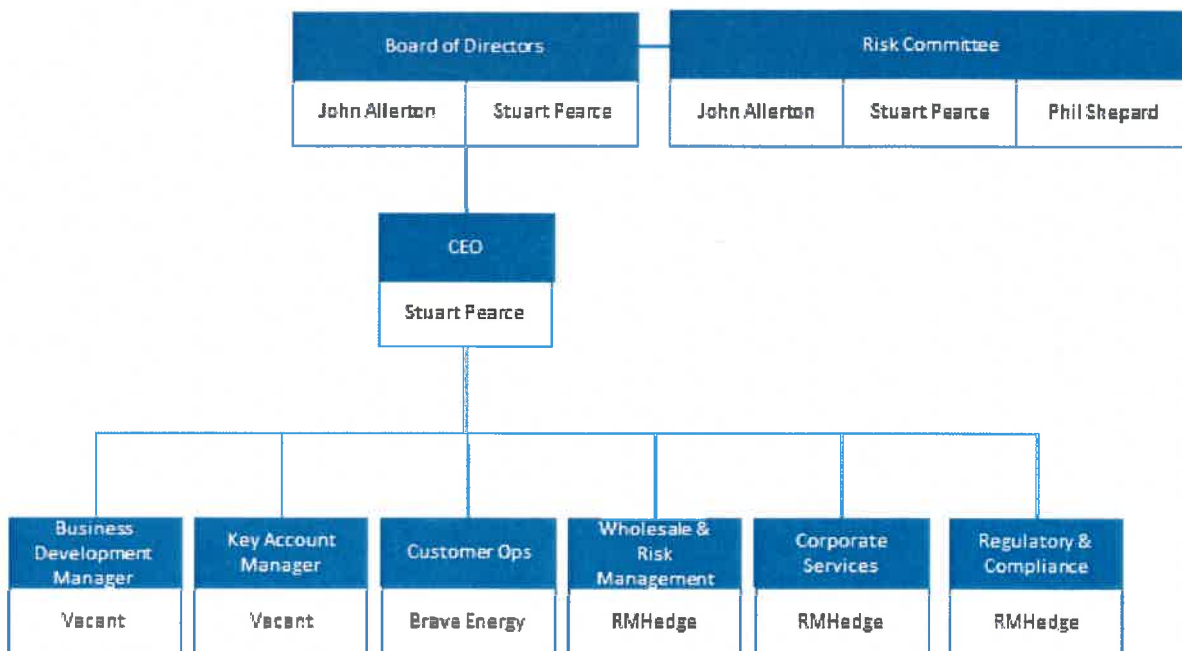 Board of Directors
Risk Committee
John Allerton
Stuart Pearce
John Allerton
Stuart Pearce
Phil Shepard
CEO
Stuart Pearce
Business
Development
Manager
Key Account
Manager
Customer Ops
Wholesale &
Risk
Management
Corporate
Services
Regulatory &
Compliance
Vacant
Vacant
Brave Energy
RMHedge
RMHedge
RMHedge